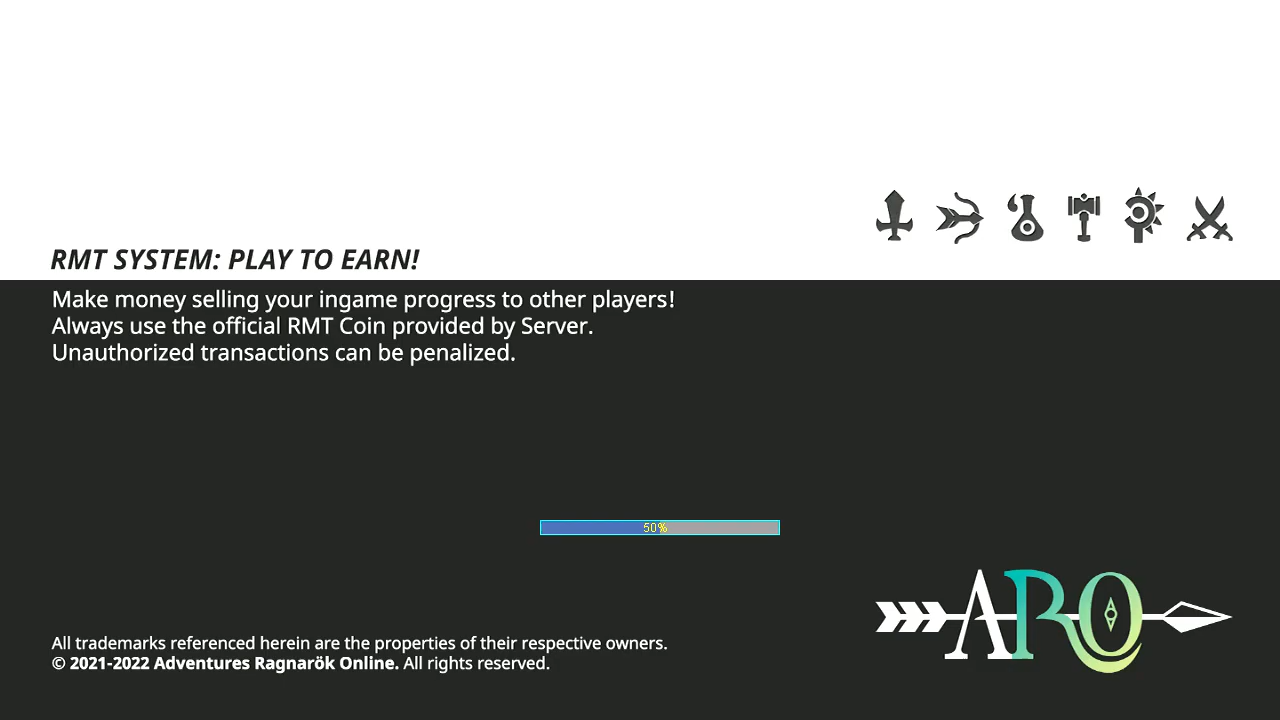 RMT SYSTEM: PLAY TO EARN!
Make money selling your ingame progress to other players!
Always use the official RMT Coin provided by Server.
Unauthorized transactions can be penalized.
50%
ARO
All trademarks referenced herein are the properties of their respective owners.
© 2021-2022 Adventures Ragnarök Online. All rights reserved.